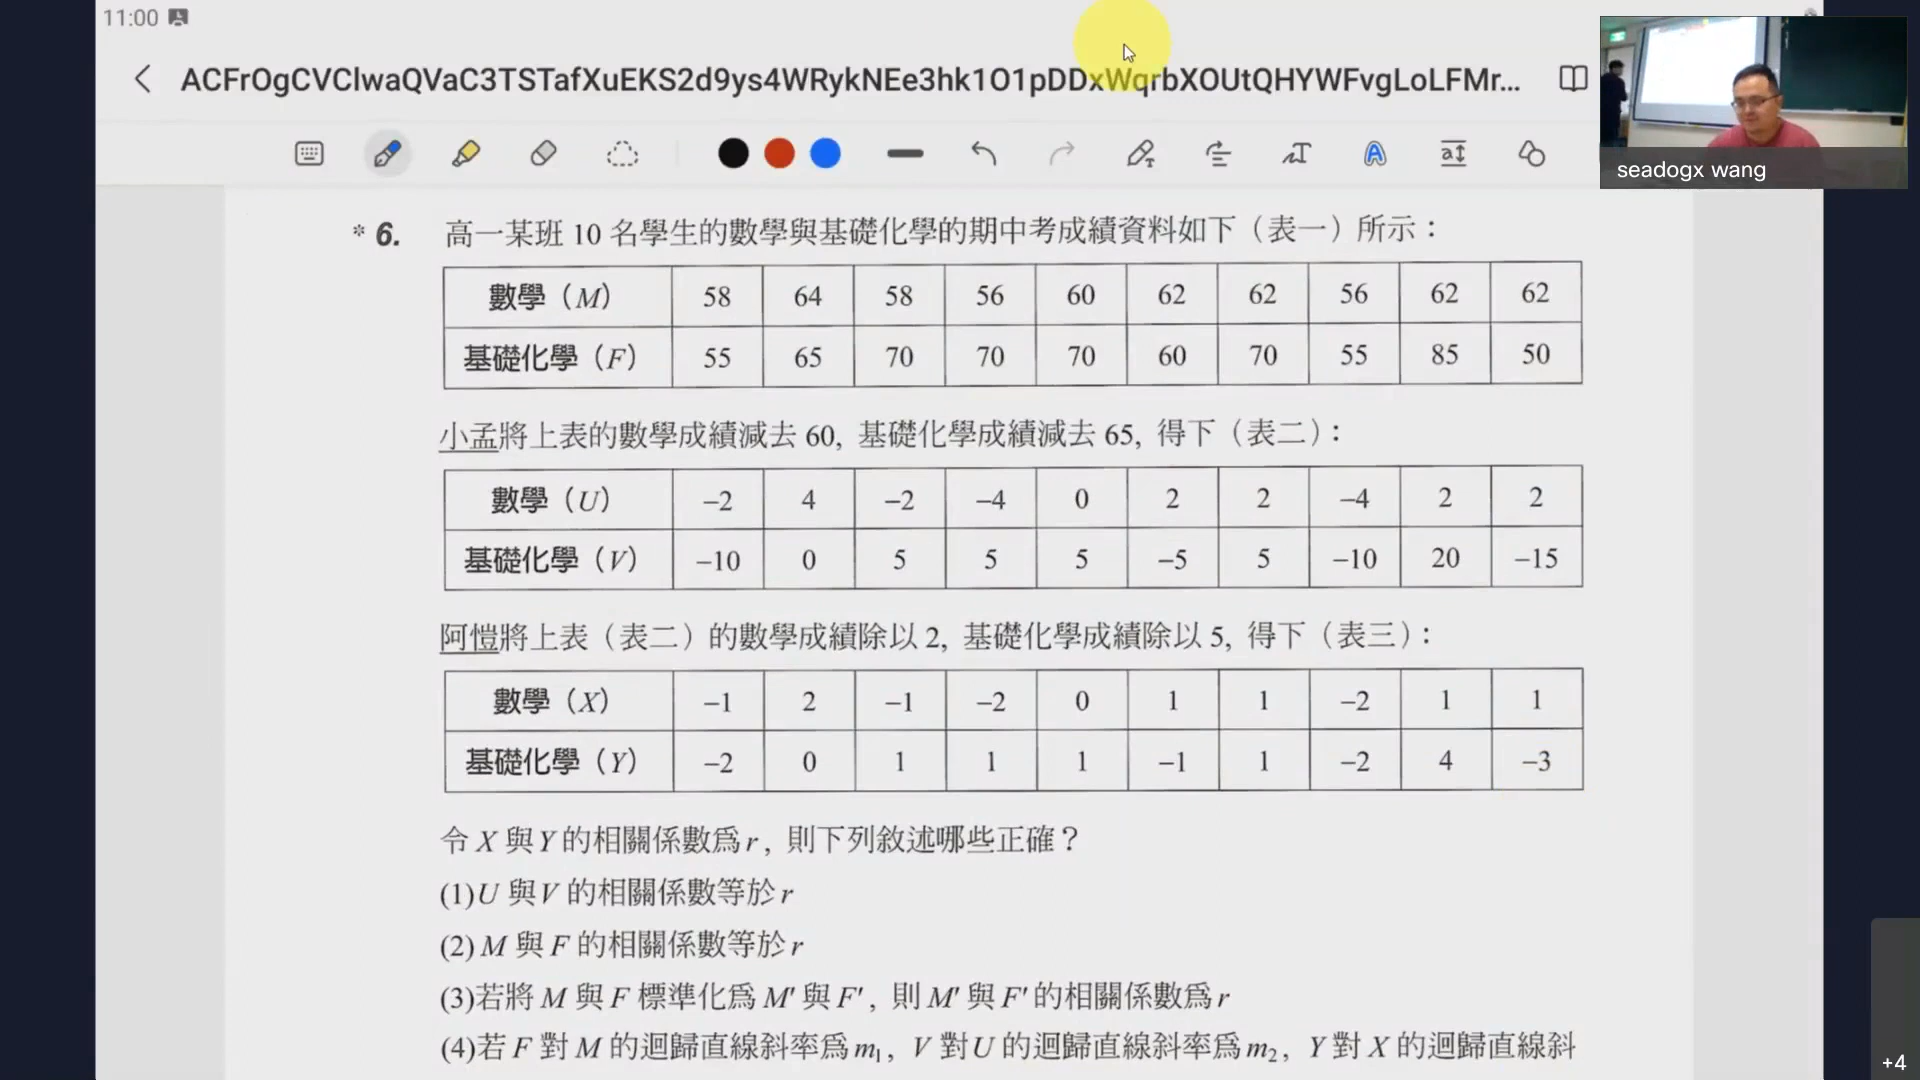 11:00
ACFrOgCVClwaQVaC3TSTafXuEKS2d9ys4WRykNEe3hk1O1pDDxWqrbXOUtQHYWFvgLoLFMr...
seadogx wang
* 6. 高一某班 10 名學生的數學與基礎化學的期中考成績資料如下（表一）所示：
數學（M） 58 64 58 56 60 62 62 56 62 62
基礎化學（F） 55 65 70 70 70 60 70 55 85 50
小孟將上表的數學成績減去 60, 基礎化學成績減去 65, 得下（表二）：
數學（U） –2 4 –2 –4 0 2 2 –4 2 2
基礎化學（V） –10 0 5 5 5 –5 5 –10 20 –15
阿愷將上表（表二）的數學成績除以 2, 基礎化學成績除以 5, 得下（表三）：
數學（X） –1 2 –1 –2 0 1 1 –2 1 1
基礎化學（Y） –2 0 1 1 1 –1 1 –2 4 –3
令 X 與 Y 的相關係數為 r, 則下列敘述哪些正確？
(1) U 與 V 的相關係數等於 r
(2) M 與 F 的相關係數等於 r
(3)若將 M 與 F 標準化為 M' 與 F', 則 M' 與 F' 的相關係數為 r
(4)若 F 對 M 的迴歸直線斜率為 m₁, V 對 U 的迴歸直線斜率為 m₂, Y 對 X 的迴歸直線斜
+4